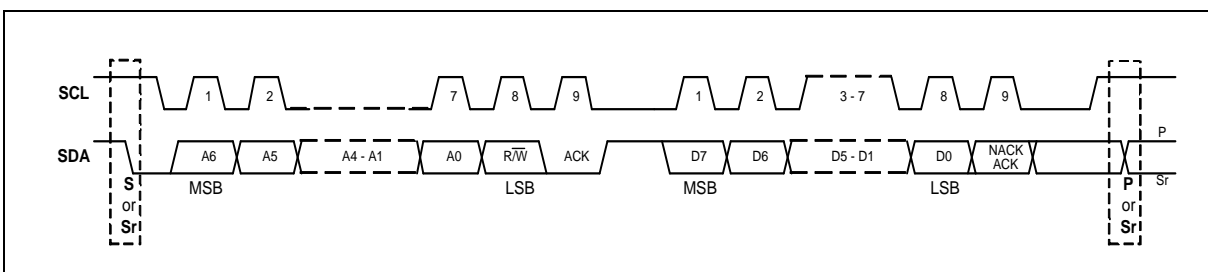 SCL 1 2 7 8 9 1 2 3 - 7 8 9
P
SDA A6 A5 A4 - A1 A0 R/W ACK D7 D6 D5 - D1 D0 NACK
ACK
Sr
S MSB LSB MSB LSB P
or or
Sr Sr